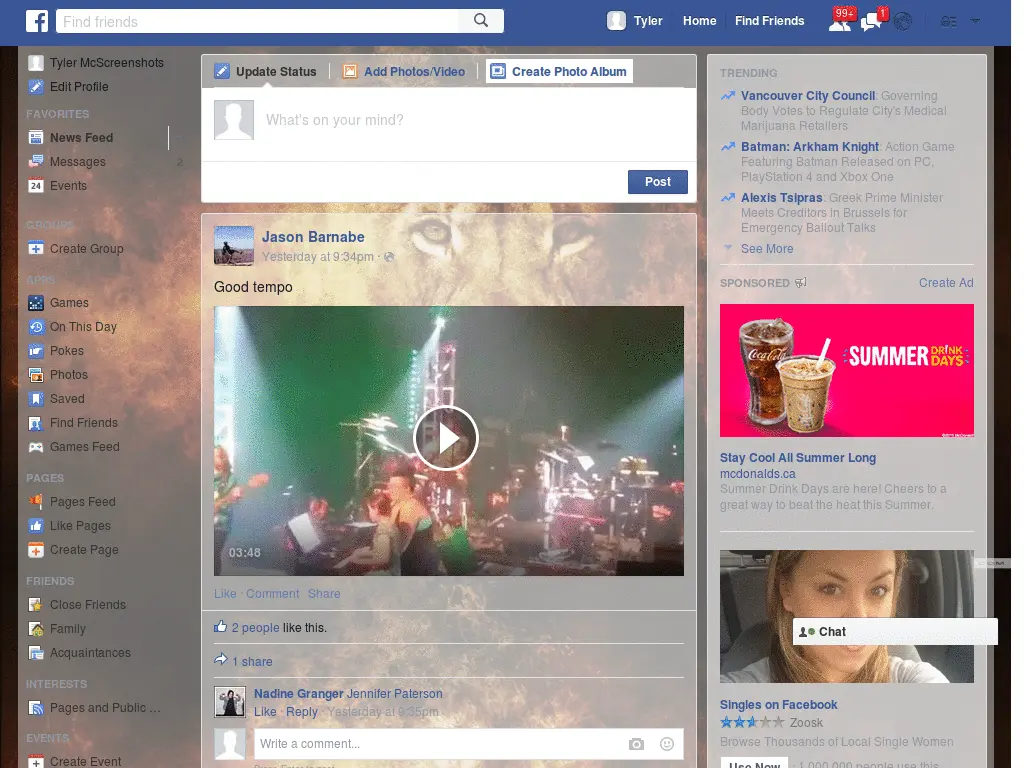 Find friends
Tyler
Home
Find Friends
99+
1
Tyler McScreenshots
Edit Profile
FAVORITES
News Feed
Messages 2
24 Events
GROUPS
Create Group
APPS
Games
On This Day
Pokes
Photos
Saved
Find Friends
Games Feed
PAGES
Pages Feed
Like Pages
Create Page
FRIENDS
Close Friends
Family
Acquaintances
INTERESTS
Pages and Public ...
EVENTS
Create Event
Update Status
Add Photos/Video
Create Photo Album
What's on your mind?
Post
Jason Barnabe
Yesterday at 9:34pm ·
Good tempo
03:48
Like · Comment Share
2 people like this.
1 share
Nadine Granger Jennifer Paterson
Like · Reply · Yesterday at 9:35pm
Write a comment...
TRENDING
Vancouver City Council: Governing
Body Votes to Regulate City's Medical
Marijuana Retailers
Batman: Arkham Knight: Action Game
Featuring Batman Released on PC,
PlayStation 4 and Xbox One
Alexis Tsipras: Greek Prime Minister
Meets Creditors in Brussels for
Emergency Bailout Talks
See More
SPONSORED
Create Ad
Coca-Cola
SUMMER DRINK
DAYS
Stay Cool All Summer Long
mcdonalds.ca
Summer Drink Days are here! Cheers to a
great way to beat the heat this Summer.
Chat
Singles on Facebook
Zoosk
Browse Thousands of Local Single Women
Use Now · 1,000,000 people use this